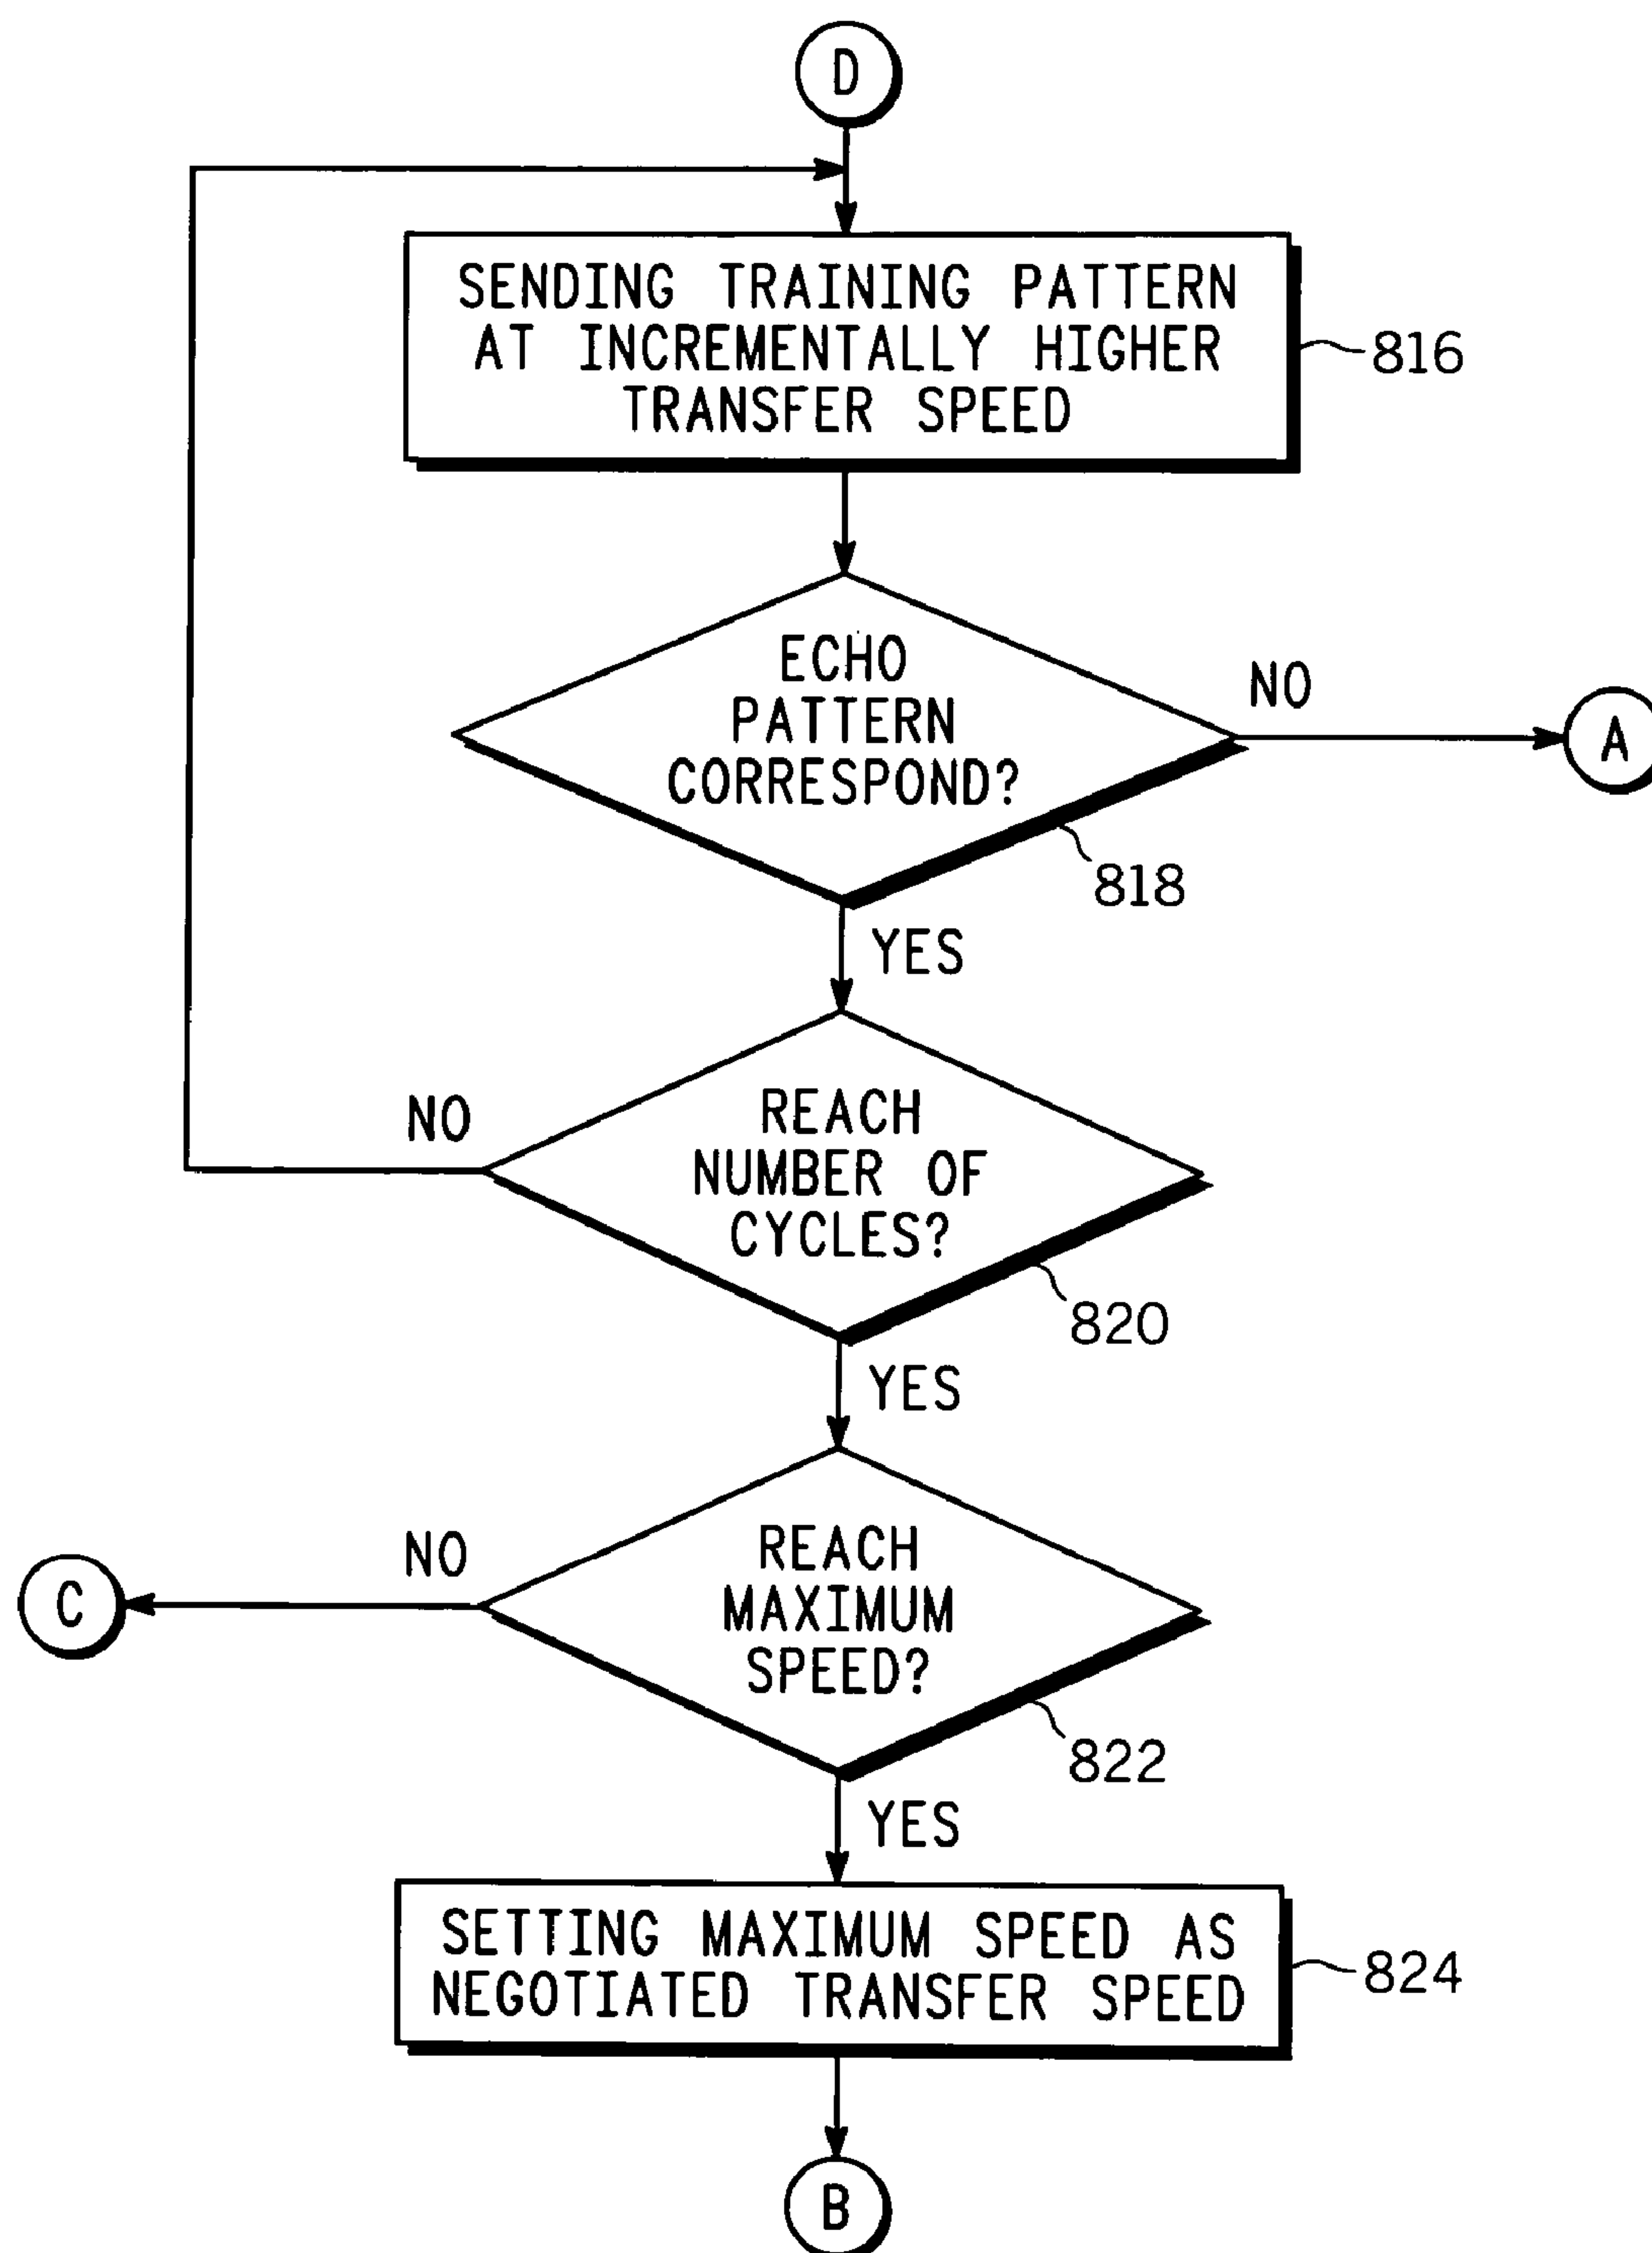 D
SENDING TRAINING PATTERN
AT INCREMENTALLY HIGHER
TRANSFER SPEED
816
ECHO
PATTERN
CORRESPOND?
NO
A
818
YES
REACH
NUMBER OF
CYCLES?
NO
820
YES
REACH
MAXIMUM
SPEED?
NO
C
822
YES
SETTING MAXIMUM SPEED AS
NEGOTIATED TRANSFER SPEED
824
B